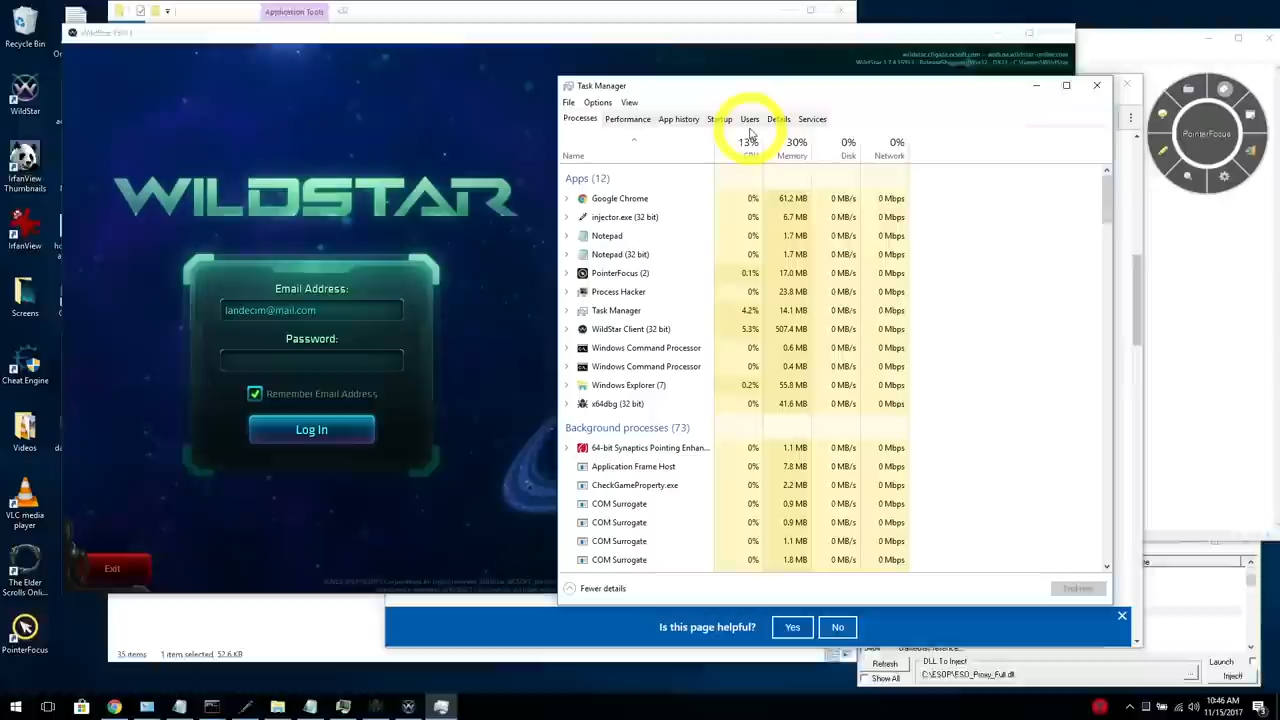 Application Tools
Recycle Bin
WildStar
wildstar.cligate.ncsoft.com
Task Manager
File Options View
Processes Performance App history Startup Users Details Services
13% 30% 0% 0%
Name CPU Memory Disk Network
Apps (12)
Google Chrome 0% 61.2 MB 0 MB/s 0 Mbps
injector.exe (32 bit) 0% 6.7 MB 0 MB/s 0 Mbps
Notepad 0% 1.7 MB 0 MB/s 0 Mbps
Notepad (32 bit) 0% 1.7 MB 0 MB/s 0 Mbps
PointerFocus (2) 0.1% 17.0 MB 0 MB/s 0 Mbps
Process Hacker 0% 23.8 MB 0 MB/s 0 Mbps
Task Manager 4.2% 14.1 MB 0 MB/s 0 Mbps
WildStar Client (32 bit) 5.3% 507.4 MB 0 MB/s 0 Mbps
Windows Command Processor 0% 0.6 MB 0 MB/s 0 Mbps
Windows Command Processor 0% 0.4 MB 0 MB/s 0 Mbps
Windows Explorer (7) 0.2% 55.8 MB 0 MB/s 0 Mbps
x64dbg (32 bit) 0% 41.6 MB 0 MB/s 0 Mbps
Background processes (73)
64-bit Synaptics Pointing Enhan... 0% 1.1 MB 0 MB/s 0 Mbps
Application Frame Host 0% 7.8 MB 0 MB/s 0 Mbps
CheckGameProperty.exe 0% 2.2 MB 0 MB/s 0 Mbps
COM Surrogate 0% 0.9 MB 0 MB/s 0 Mbps
COM Surrogate 0% 0.9 MB 0 MB/s 0 Mbps
COM Surrogate 0% 1.1 MB 0 MB/s 0 Mbps
COM Surrogate 0% 1.8 MB 0 MB/s 0 Mbps
Fewer details
End task
PointerFocus
WILDSTAR
Email Address:
landecim@mail.com
Password:
Remember Email Address
Log In
Exit
WildStar
IrfanView
Thumbnails
IrfanView
Screens
Cheat Engine
Videos
VLC media
player
The Elder
Scrolls Onlin...
PointerFocus
Is this page helpful? Yes No
35 items 1 item selected 52.6 KB
Refresh
Show All
DLL To Inject
C:\ESOP\ESO_Proxy_Full.dll
Launch
Inject!
10:46 AM
11/15/2017